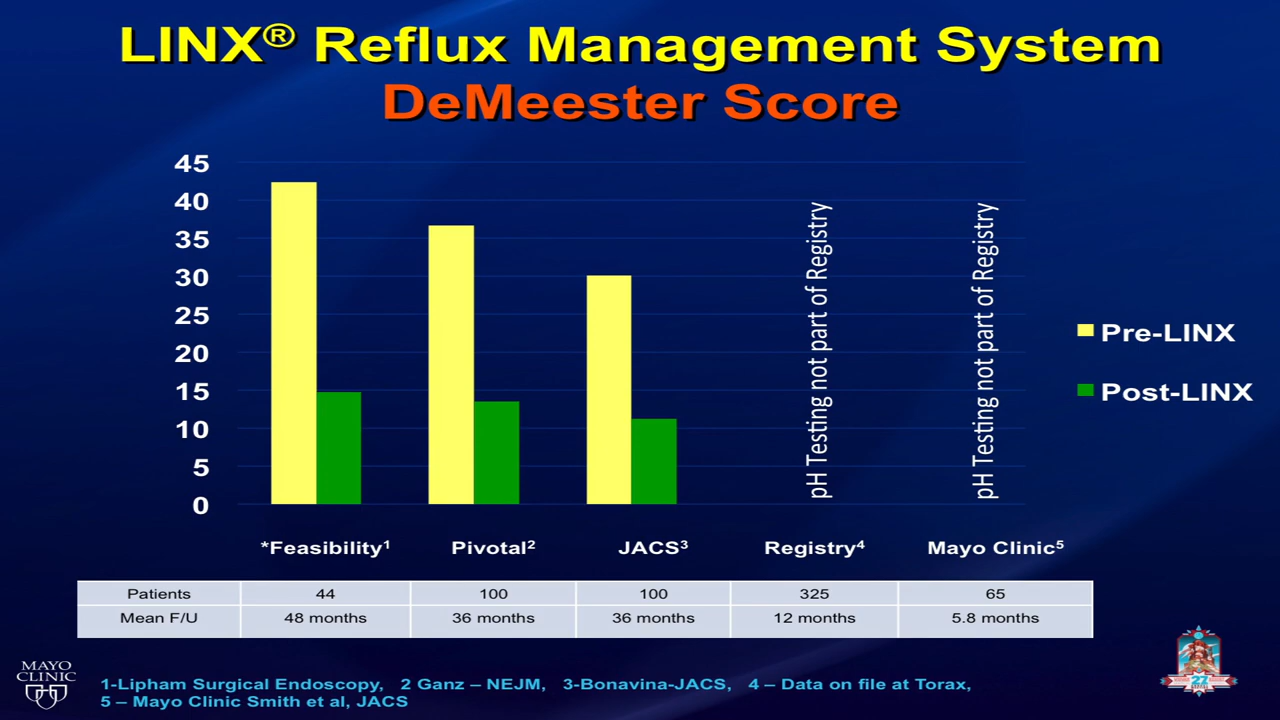 LINX® Reflux Management System
DeMeester Score
45
40
35
30
25
20
15
10
5
0
pH Testing not part of Registry
pH Testing not part of Registry
Pre-LINX
Post-LINX
*Feasibility¹ Pivotal² JACS³ Registry⁴ Mayo Clinic⁵
Patients 44 100 100 325 65
Mean F/U 48 months 36 months 36 months 12 months 5.8 months
MAYO
CLINIC
1-Lipham Surgical Endoscopy, 2 Ganz – NEJM, 3-Bonavina-JACS, 4 – Data on file at Torax,
5 – Mayo Clinic Smith et al, JACS
27